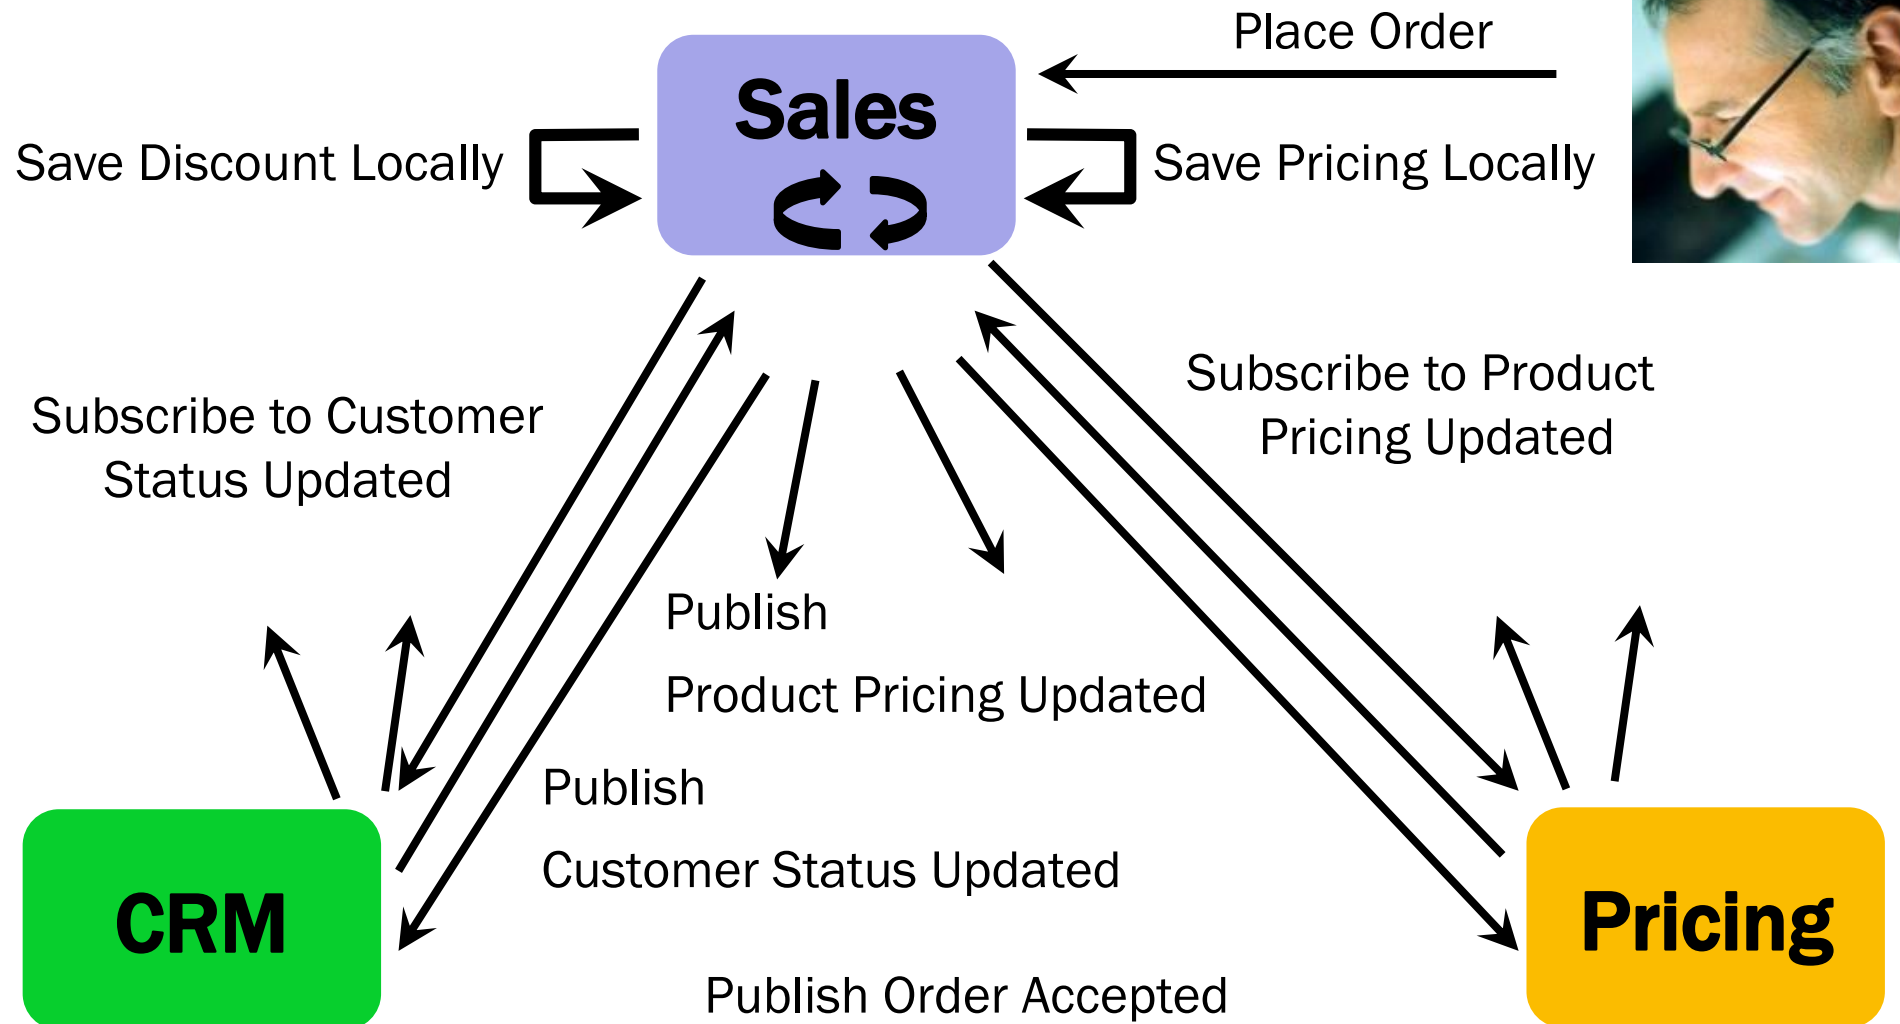 Place Order
Sales
Save Discount Locally
Save Pricing Locally
Subscribe to Customer
Status Updated
Subscribe to Product
Pricing Updated
Publish
Product Pricing Updated
Publish
Customer Status Updated
CRM
Pricing
Publish Order Accepted